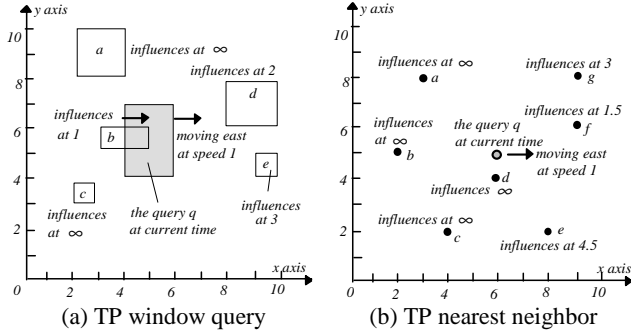 y axis
10
8
6
4
2
0
2
4
6
8
10
x axis
a
influences at ∞
influences at 2
d
influences
at 1
b
moving east
at speed 1
e
influences
at 3
c
influences
at ∞
the query q
at current time
(a) TP window query
y axis
10
8
6
4
2
0
2
4
6
8
10
x axis
influences at ∞
a
influences at 3
g
influences at 1.5
f
influences
at ∞
b
the query q
at current time
moving east
at speed 1
d
influences ∞
influences at ∞
c
e
influences at 4.5
(b) TP nearest neighbor